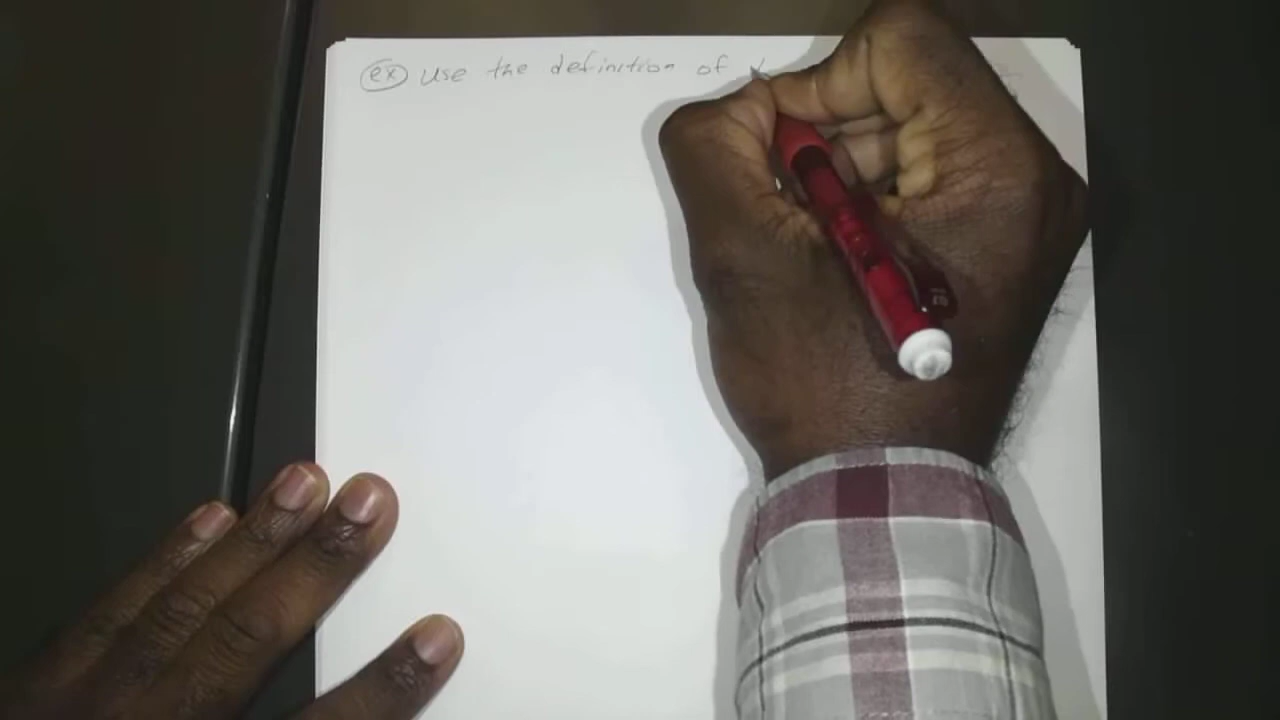 ex Use the definition of